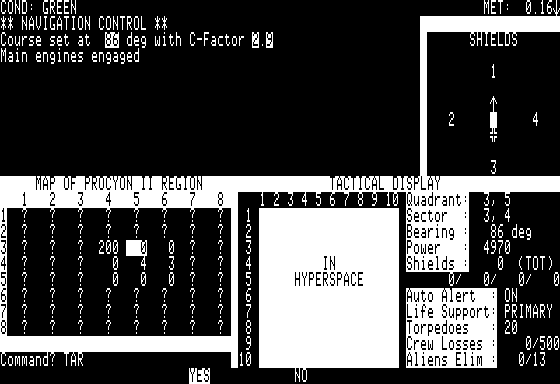 COND: GREEN MET: 0.16↓
** NAVIGATION CONTROL **
Course set at 86 deg with C-Factor 2.9
Main engines engaged
SHIELDS
1
2 4
3
MAP OF PROCYON II REGION
1 2 3 4 5 6 7 8
1 ? ? ? ? ? ? ? ?
2 ? ? ? ? ? ? ? ?
3 ? ? ? 200 0 0 ? ?
4 ? ? ? 0 4 3 ? ?
5 ? ? ? 0 0 0 ? ?
6 ? ? ? ? ? ? ? ?
7 ? ? ? ? ? ? ? ?
8 ? ? ? ? ? ? ? ?
TACTICAL DISPLAY
1 2 3 4 5 6 7 8 9 10
1
2
3
4
5
6
7
8
9
10
IN
HYPERSPACE
Quadrant: 3, 5
Sector : 3, 4
Bearing : 86 deg
Power : 4970
Shields : 0 (TOT)
0/ 0/ 0/ 0
Auto Alert : ON
Life Support: PRIMARY
Torpedoes : 20
Crew Losses : 0/500
Aliens Elim : 0/13
Command? TAR
YES NO